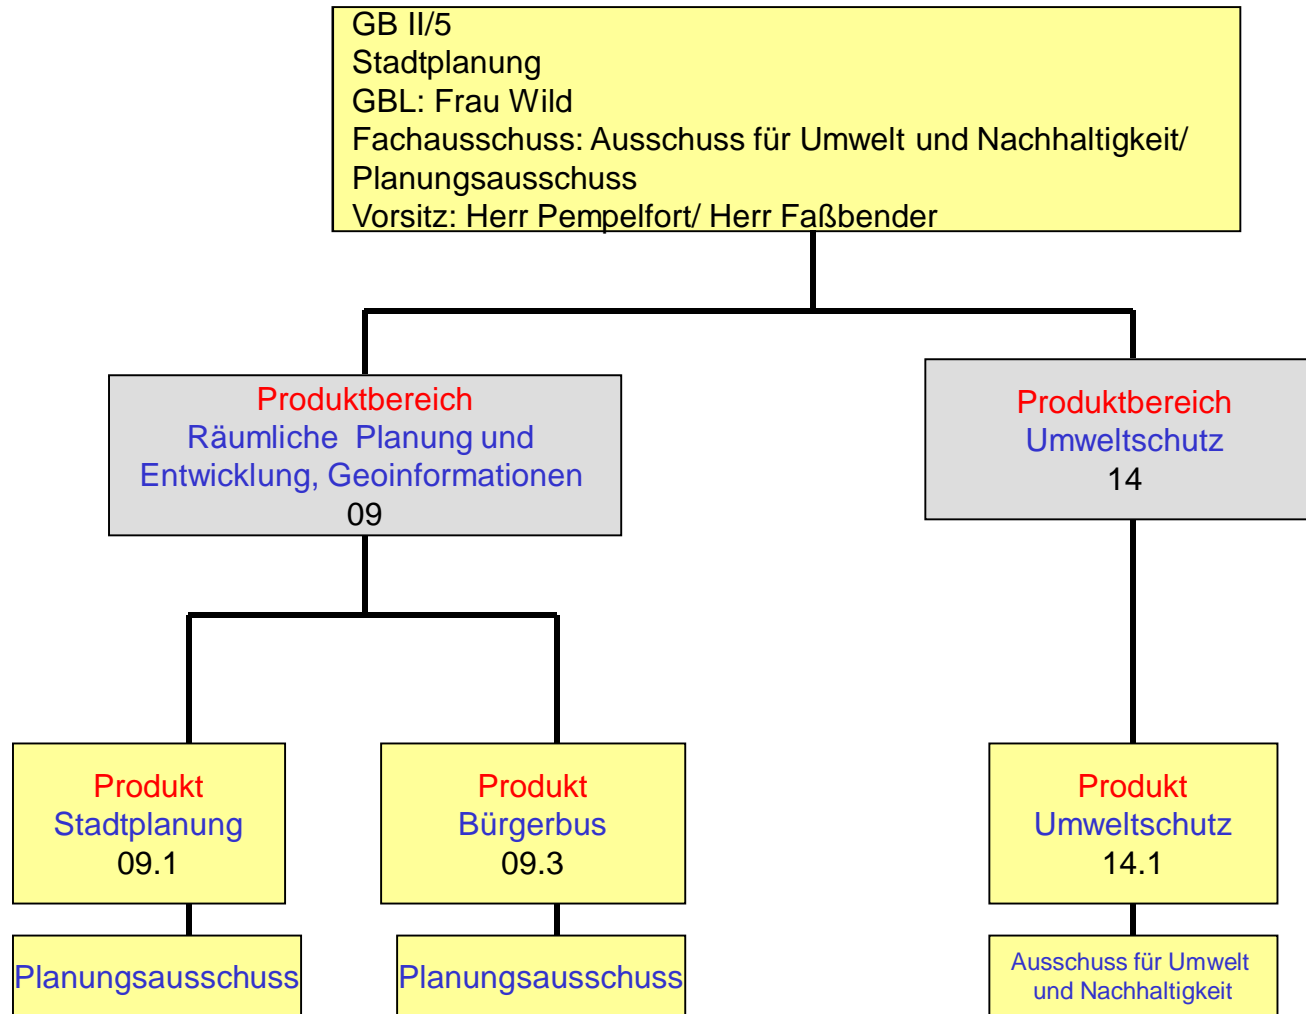 GB II/5
Stadtplanung
GBL: Frau Wild
Fachausschuss: Ausschuss für Umwelt und Nachhaltigkeit/
Planungsausschuss
Vorsitz: Herr Pempelfort/ Herr Faßbender
Produktbereich
Räumliche Planung und
Entwicklung, Geoinformationen
09
Produktbereich
Umweltschutz
14
Produkt
Stadtplanung
09.1
Produkt
Bürgerbus
09.3
Produkt
Umweltschutz
14.1
Planungsausschuss
Planungsausschuss
Ausschuss für Umwelt
und Nachhaltigkeit